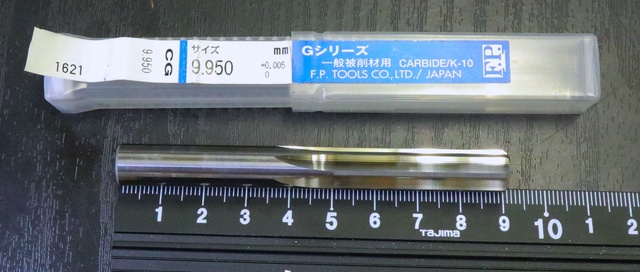 1621
9.950
CG
サイズ
mm
9.950
+0.005
0
Gシリーズ
一般被削材用 CARBIDE/K-10
F.P. TOOLS CO., LTD./ JAPAN
1 2 3 4 5 6 7 8 9 10 1 2
TaJIma